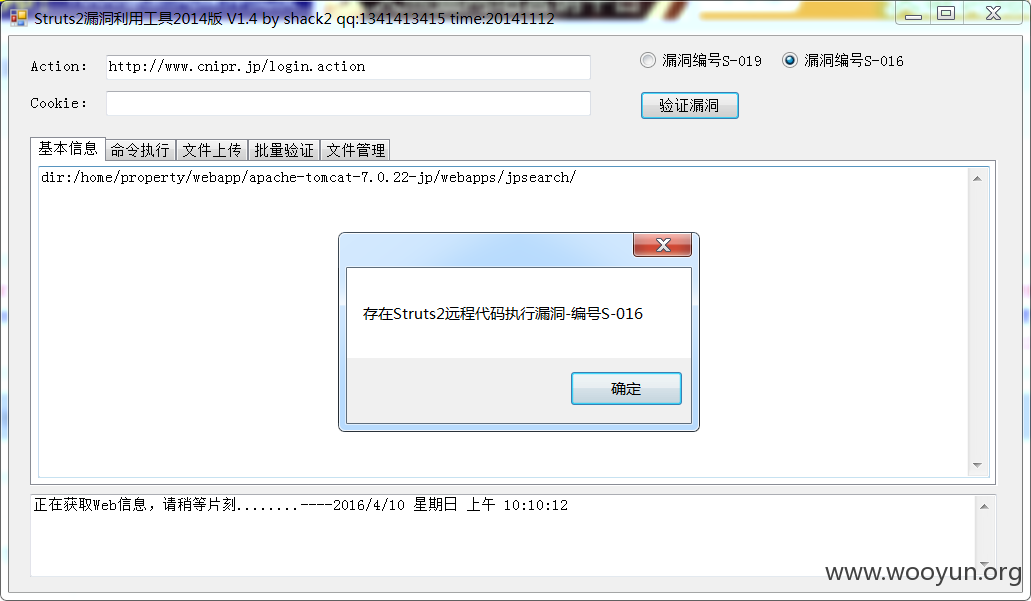 Struts2漏洞利用工具2014版 V1.4 by shack2 qq:1341413415 time:20141112
Action: http://www.cnipr.jp/login.action 漏洞编号S-019 漏洞编号S-016
Cookie: 验证漏洞
基本信息 命令执行 文件上传 批量验证 文件管理
dir:/home/property/webapp/apache-tomcat-7.0.22-jp/webapps/jpsearch/
存在Struts2远程代码执行漏洞-编号S-016
确定
正在获取Web信息，请稍等片刻........----2016/4/10 星期日 上午 10:10:12
www.wooyun.org